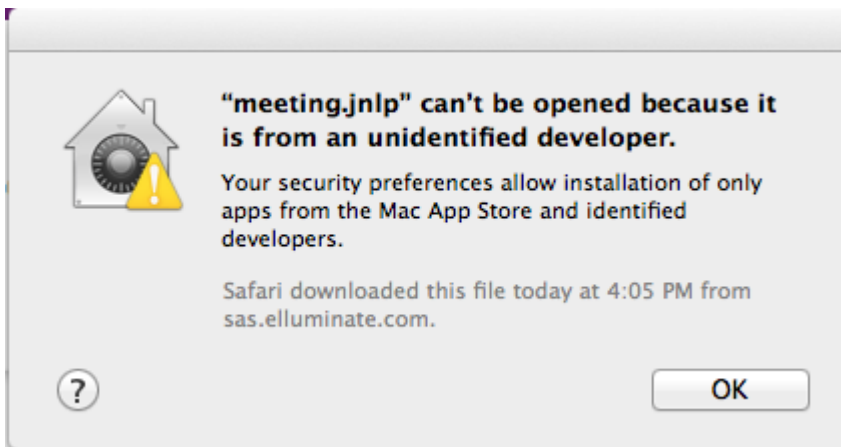 “meeting.jnlp” can’t be opened because it
is from an unidentified developer.
Your security preferences allow installation of only
apps from the Mac App Store and identified
developers.
Safari downloaded this file today at 4:05 PM from
sas.elluminate.com.
?
OK